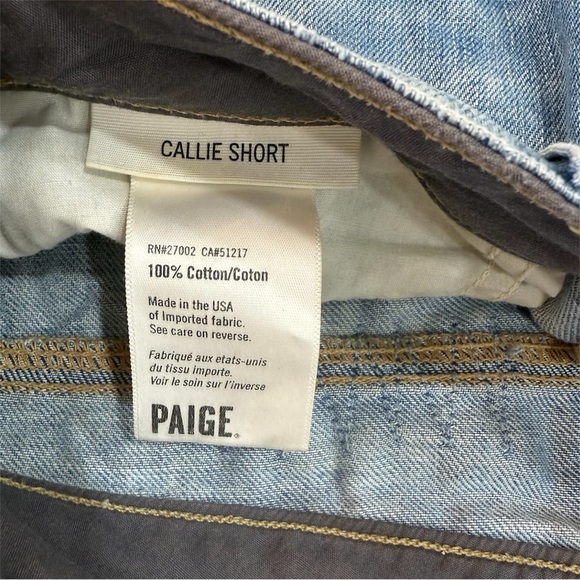 CALLIE SHORT
RN#27002 CA#51217
100% Cotton/Coton
Made in the USA
of Imported fabric.
See care on reverse.
Fabriqué aux etats-unis
du tissu importe.
Voir le soin sur l'inverse
PAIGE®